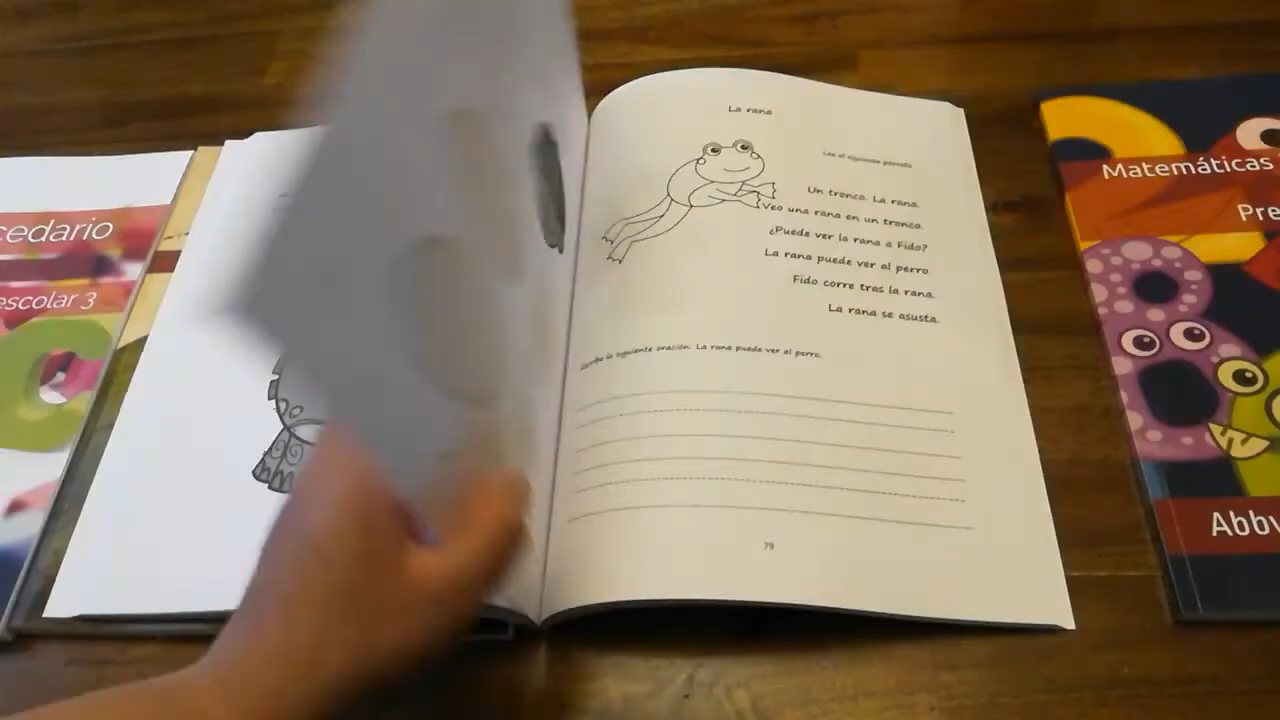 cedario
escolar 3
La rana
Lee el siguiente párrafo
Un tronco. La rana.
Veo una rana en un tronco.
¿Puede ver la rana a Fido?
La rana puede ver al perro
Fido corre tras la rana.
La rana se asusta.
Escribe la siguiente oración: La rana puede ver al perro.
79
Matemáticas
Pre
Abby